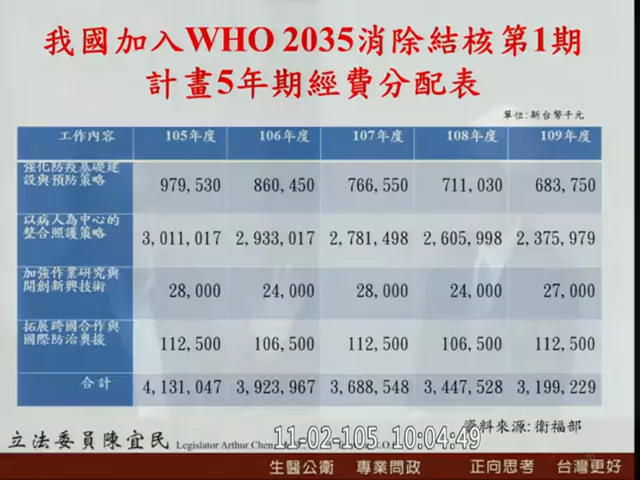 我國加入WHO 2035消除結核第1期
計畫5年期經費分配表
單位:新台幣千元
工作內容 105年度 106年度 107年度 108年度 109年度
強化防疫基礎建
設與預防策略 979,530 860,450 766,550 711,030 683,750
以病人為中心的
整合照護策略 3,011,017 2,933,017 2,781,498 2,605,998 2,375,979
加強作業研究與
開創新興技術 28,000 24,000 28,000 24,000 27,000
拓展跨國合作與
國際防治奧援 112,500 106,500 112,500 106,500 112,500
合計 4,131,047 3,923,967 3,688,548 3,447,528 3,199,229
資料來源:衛福部
立法委員陳宜民 Legislator Arthur Chen
11-02-105 10:04:49
生醫公衛 專業問政 正向思考 台灣更好